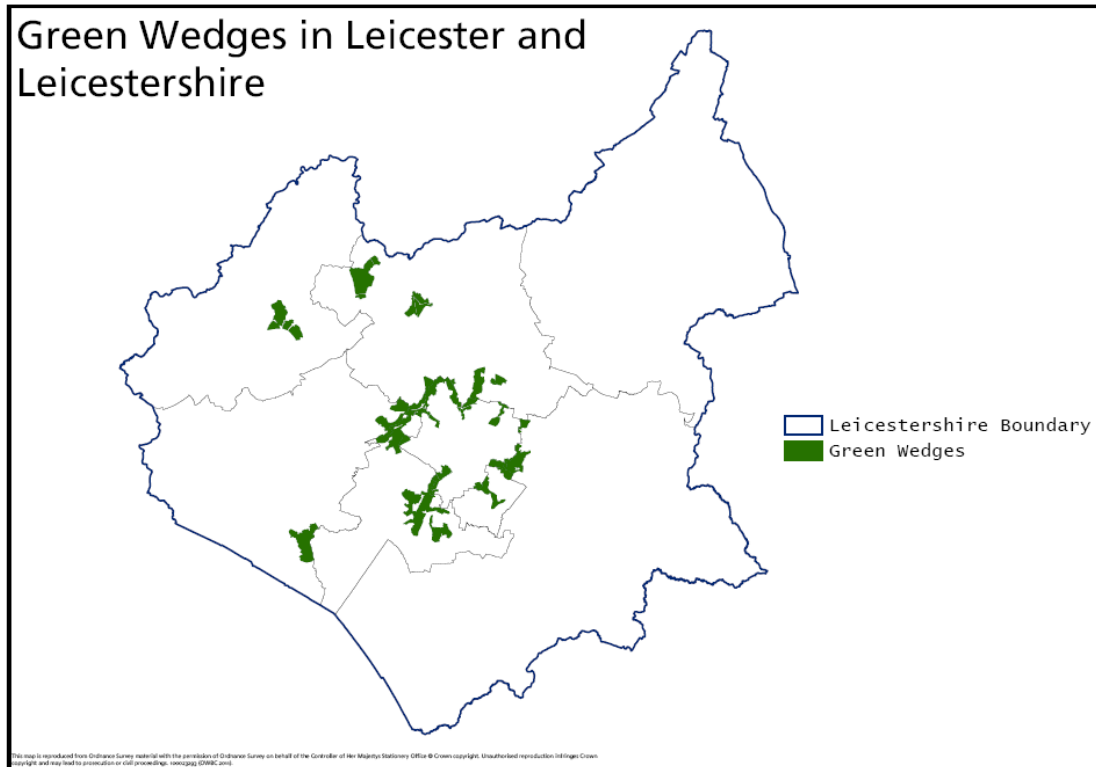 Green Wedges in Leicester and
Leicestershire
Leicestershire Boundary
Green Wedges
This map is reproduced from Ordnance Survey material with the permission of Ordnance Survey on behalf of the Controller of Her Majestys Stationery Office © Crown copyright. Unauthorised reproduction infringes Crown
copyright and may lead to prosecution or civil proceedings.